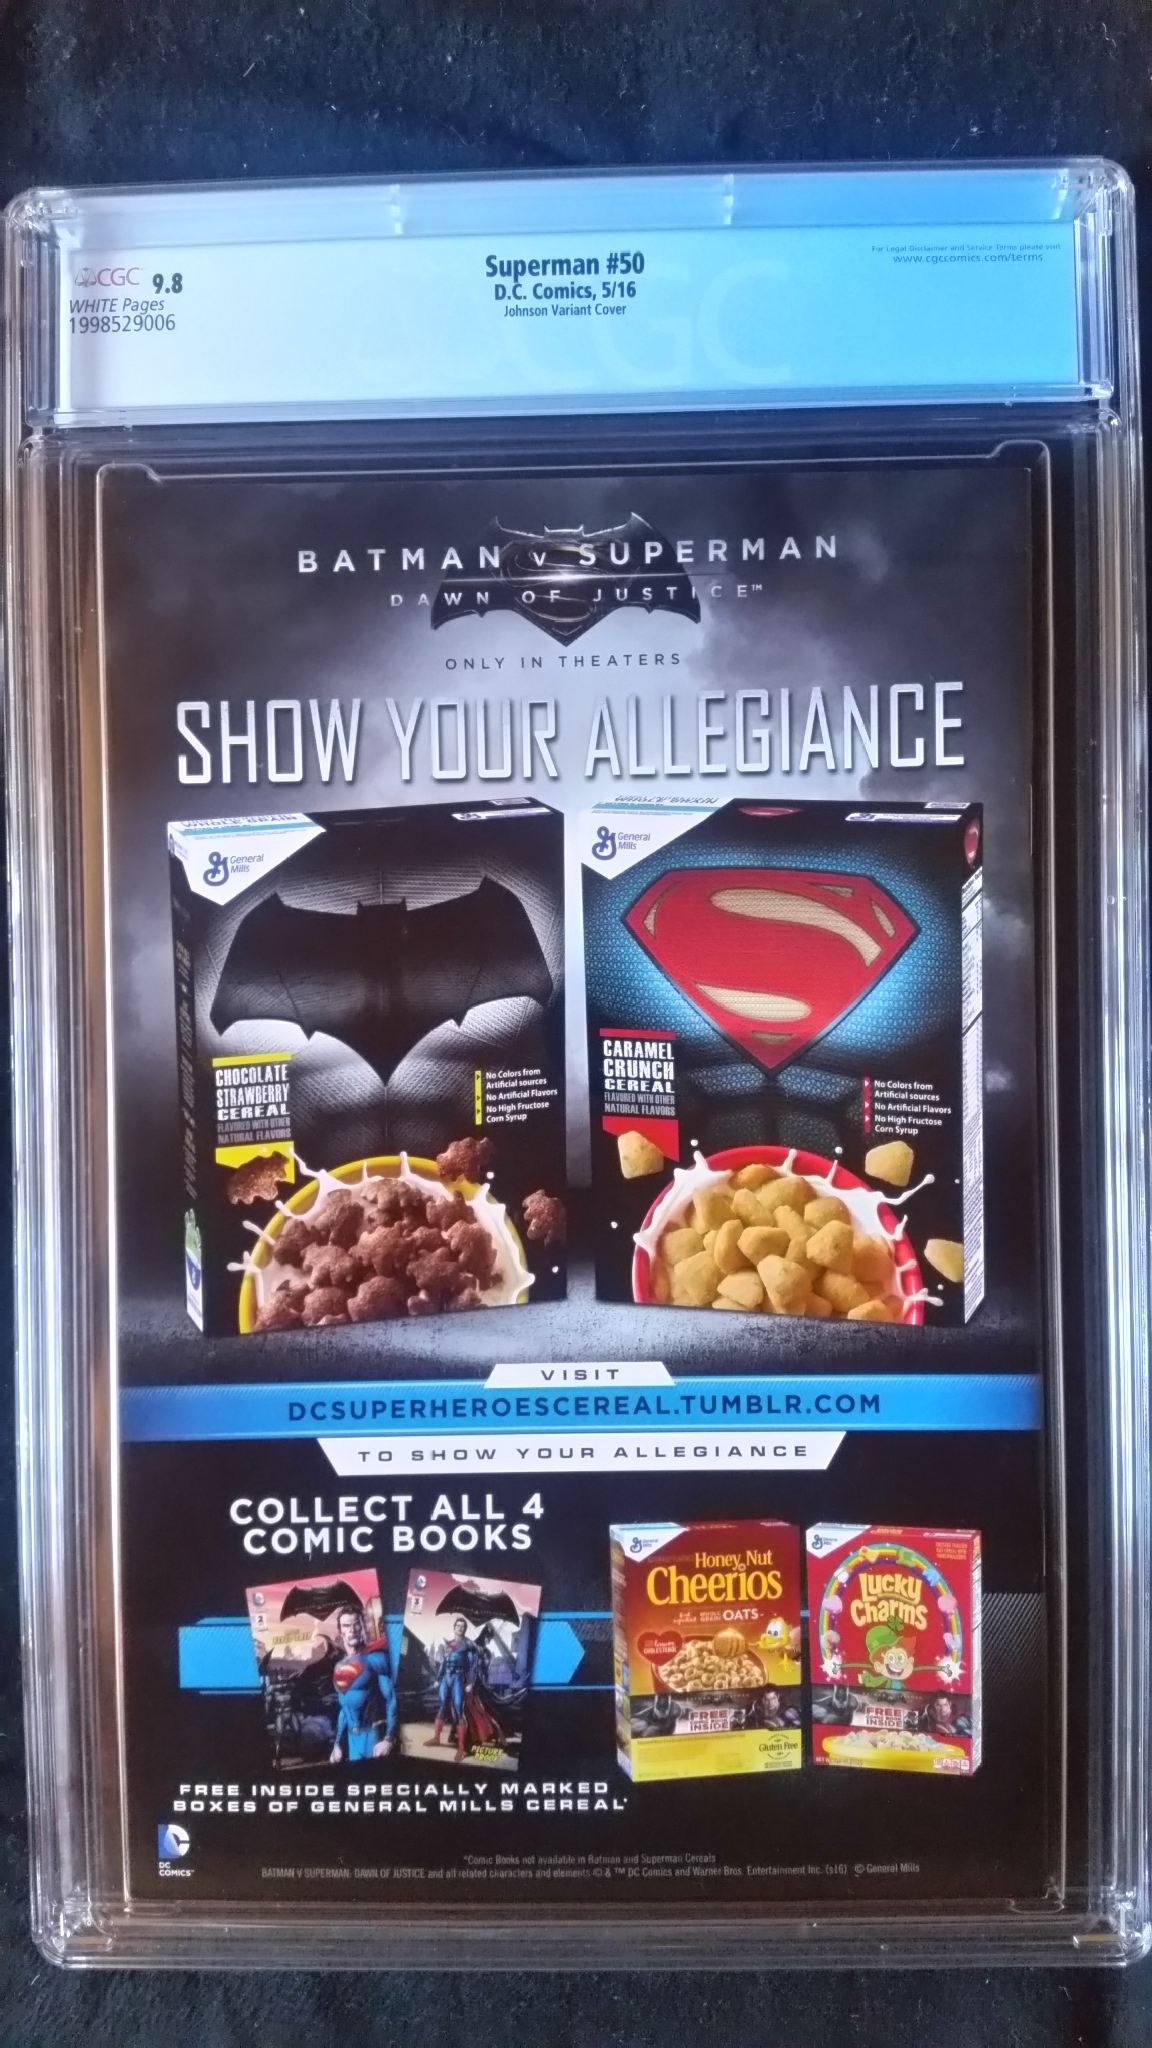 CGC 9.8
WHITE Pages
1998529006
Superman #50
D.C. Comics, 5/16
Johnson Variant Cover
For Legal Disclaimer and Service Terms please visit
www.cgccomics.com/terms
BATMAN v SUPERMAN
DAWN OF JUSTICE™
ONLY IN THEATERS
SHOW YOUR ALLEGIANCE
General
Mills
CHOCOLATE
STRAWBERRY
CEREAL
FLAVORED WITH OTHER
NATURAL FLAVORS
No Colors from
Artificial sources
No Artificial Flavors
No High Fructose
Corn Syrup
General
Mills
CARAMEL
CRUNCH
CEREAL
FLAVORED WITH OTHER
NATURAL FLAVORS
No Colors from
Artificial sources
No Artificial Flavors
No High Fructose
Corn Syrup
VISIT
DCSUPERHEROESCEREAL.TUMBLR.COM
TO SHOW YOUR ALLEGIANCE
COLLECT ALL 4
COMIC BOOKS
2
3
FREE INSIDE SPECIALLY MARKED
BOXES OF GENERAL MILLS CEREAL*
Honey Nut
Cheerios
OATS
FREE
INSIDE
Gluten Free
Lucky
Charms
FREE
INSIDE
DC
COMICS™
*Comic Books not available in Batman and Superman Cereals
BATMAN V SUPERMAN: DAWN OF JUSTICE and all related characters and elements © & ™ DC Comics and Warner Bros. Entertainment Inc. (s16) © General Mills